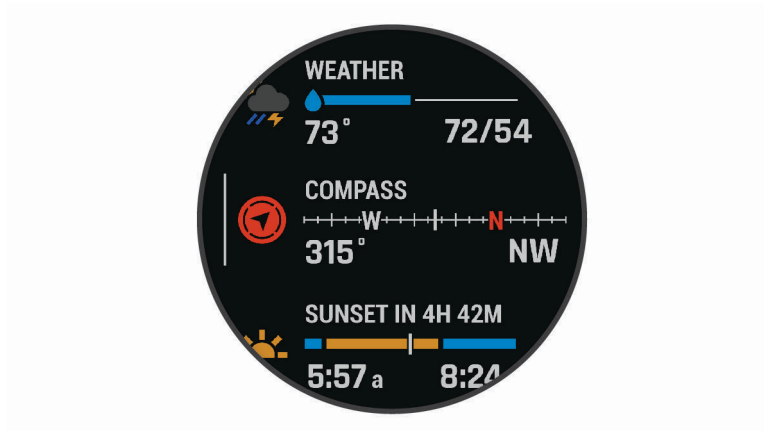 WEATHER
73° 72/54
COMPASS
W N
315° NW
SUNSET IN 4H 42M
5:57 a 8:24